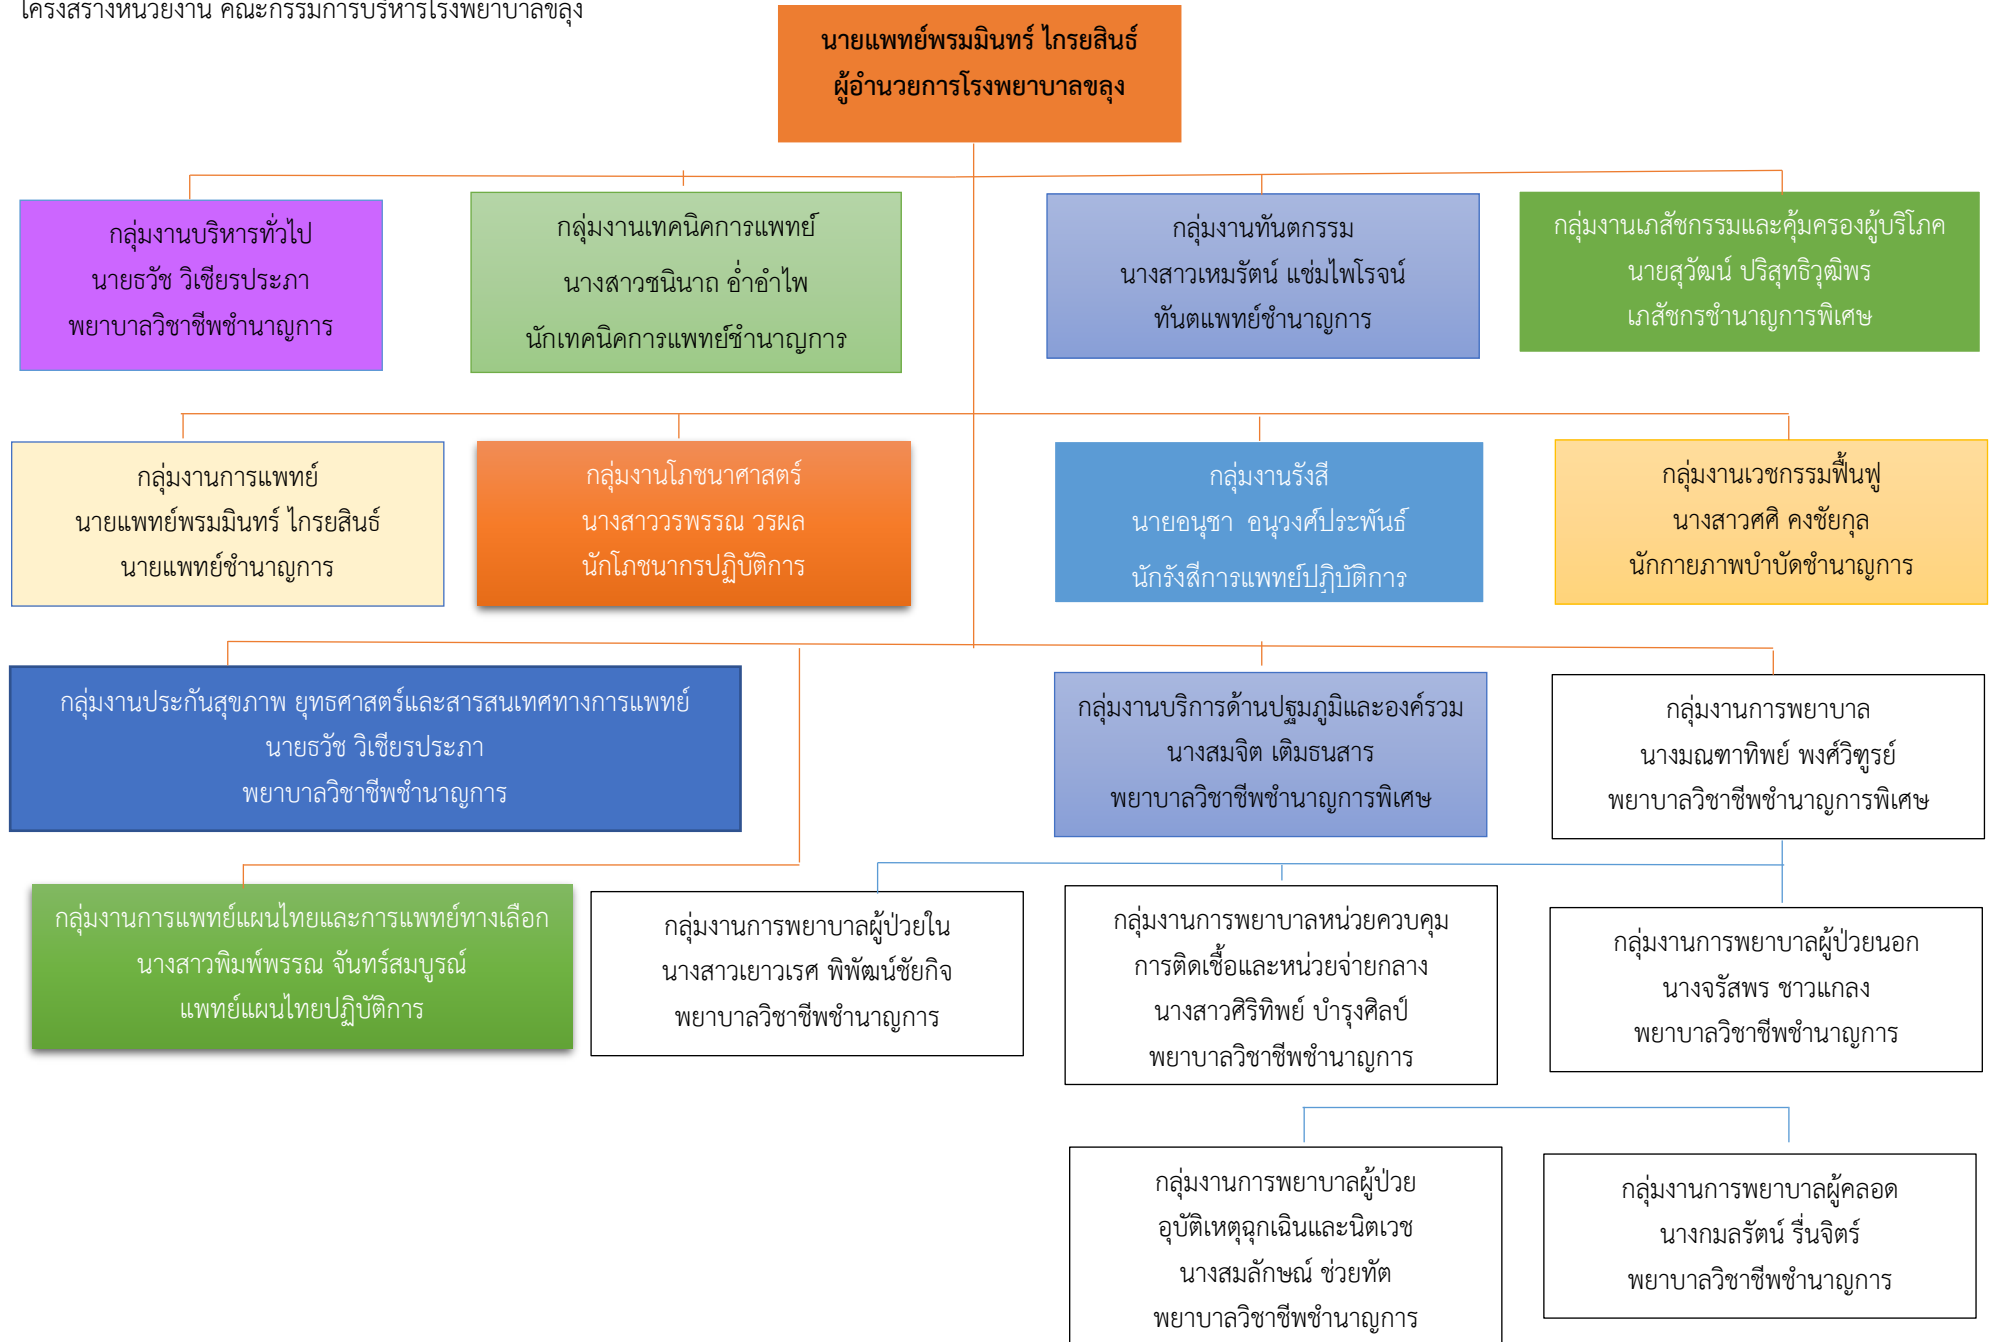 โครงสร้างหน่วยงาน คณะกรรมการบริหารโรงพยาบาลขลุง
นายแพทย์พรมมินทร์ ไกรยสินธ์
ผู้อำนวยการโรงพยาบาลขลุง
กลุ่มงานบริหารทั่วไป
นายธวัช วิเชียรประภา
พยาบาลวิชาชีพชำนาญการ
กลุ่มงานเทคนิคการแพทย์
นางสาวชนินาถ อ่ำอำไพ
นักเทคนิคการแพทย์ชำนาญการ
กลุ่มงานทันตกรรม
นางสาวเหมรัตน์ แช่มไพโรจน์
ทันตแพทย์ชำนาญการ
กลุ่มงานเภสัชกรรมและคุ้มครองผู้บริโภค
นายสุวัฒน์ ปริสุทธิวุฒิพร
เภสัชกรชำนาญการพิเศษ
กลุ่มงานการแพทย์
นายแพทย์พรมมินทร์ ไกรยสินธ์
นายแพทย์ชำนาญการ
กลุ่มงานโภชนาศาสตร์
นางสาววรพรรณ วรผล
นักโภชนากรปฏิบัติการ
กลุ่มงานรังสี
นายอนุชา อนุวงศ์ประพันธ์
นักรังสีการแพทย์ปฏิบัติการ
กลุ่มงานเวชกรรมฟื้นฟู
นางสาวศศิ คงชัยกุล
นักกายภาพบำบัดชำนาญการ
กลุ่มงานประกันสุขภาพ ยุทธศาสตร์และสารสนเทศทางการแพทย์
นายธวัช วิเชียรประภา
พยาบาลวิชาชีพชำนาญการ
กลุ่มงานบริการด้านปฐมภูมิและองค์รวม
นางสมจิต เติมธนสาร
พยาบาลวิชาชีพชำนาญการพิเศษ
กลุ่มงานการพยาบาล
นางมณฑาทิพย์ พงศ์วิฑูรย์
พยาบาลวิชาชีพชำนาญการพิเศษ
กลุ่มงานการแพทย์แผนไทยและการแพทย์ทางเลือก
นางสาวพิมพ์พรรณ จันทร์สมบูรณ์
แพทย์แผนไทยปฏิบัติการ
กลุ่มงานการพยาบาลผู้ป่วยใน
นางสาวเยาวเรศ พิพัฒน์ชัยกิจ
พยาบาลวิชาชีพชำนาญการ
กลุ่มงานการพยาบาลหน่วยควบคุม
การติดเชื้อและหน่วยจ่ายกลาง
นางสาวศิริทิพย์ บำรุงศิลป์
พยาบาลวิชาชีพชำนาญการ
กลุ่มงานการพยาบาลผู้ป่วยนอก
นางจรัสพร ชาวแกลง
พยาบาลวิชาชีพชำนาญการ
กลุ่มงานการพยาบาลผู้ป่วย
อุบัติเหตุฉุกเฉินและนิตเวช
นางสมลักษณ์ ช่วยทัต
พยาบาลวิชาชีพชำนาญการ
กลุ่มงานการพยาบาลผู้คลอด
นางกมลรัตน์ รื่นจิตร์
พยาบาลวิชาชีพชำนาญการ